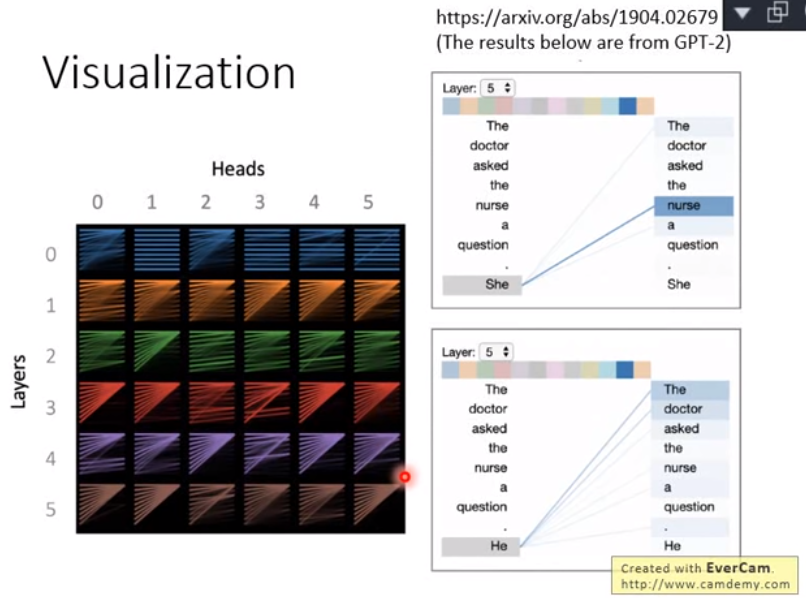 https://arxiv.org/abs/1904.02679
(The results below are from GPT-2)
Visualization
Heads
0 1 2 3 4 5
Layers
0
1
2
3
4
5
Layer: 5
The The
doctor doctor
asked asked
the the
nurse nurse
a a
question question
. .
She She
Layer: 5
The The
doctor doctor
asked asked
the the
nurse nurse
a a
question question
. .
He He
Created with EverCam.
http://www.camdemy.com